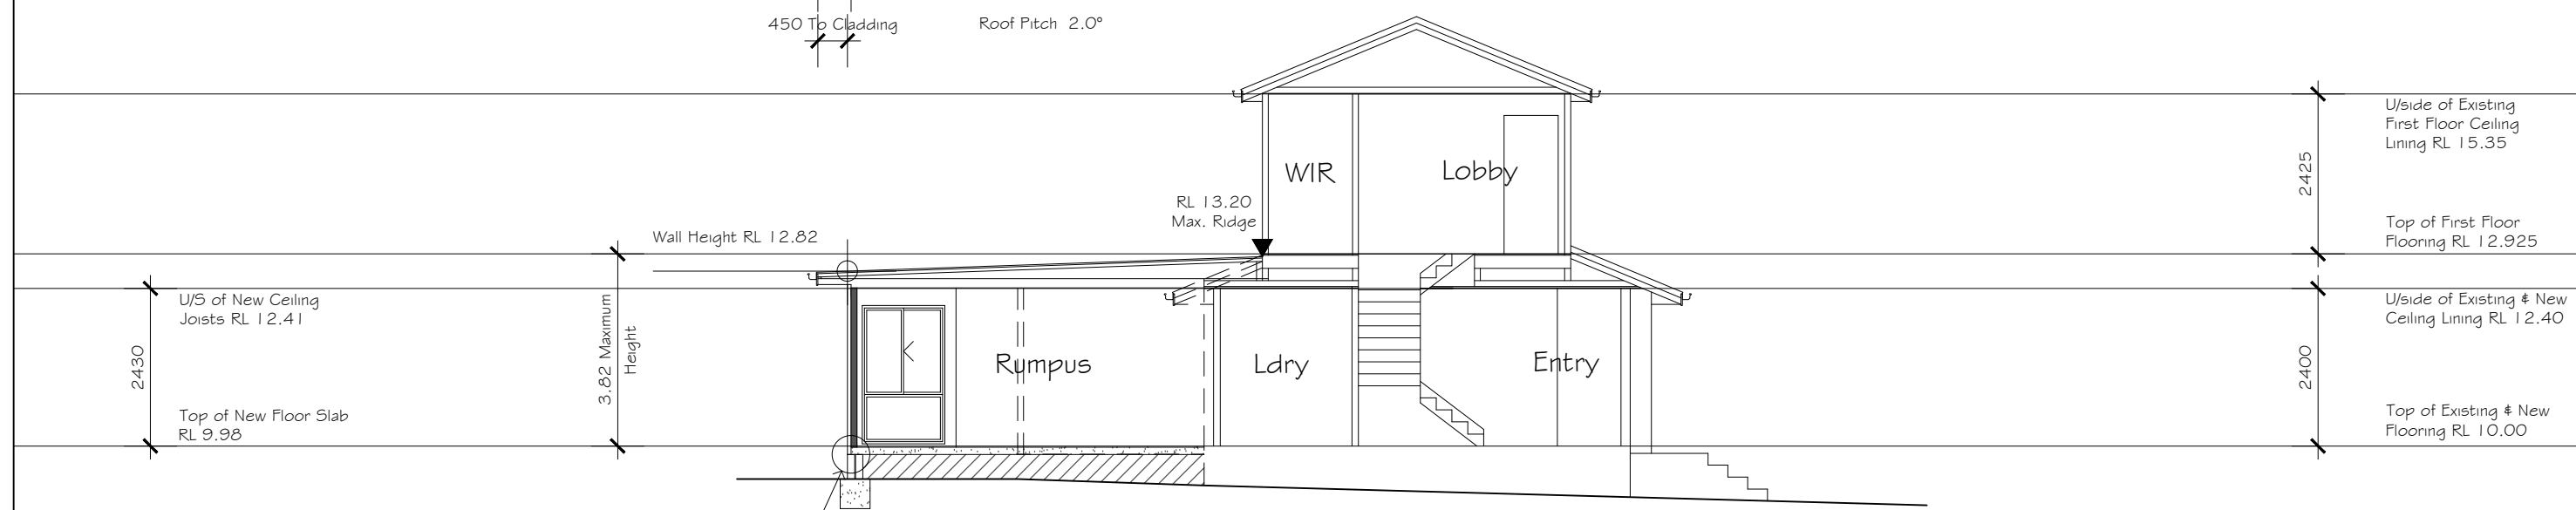 450 To Cladding
Roof Pitch 2.0°
U/side of Existing
First Floor Ceiling
Lining RL 15.35
2425
WIR
Lobby
RL 13.20
Max. Ridge
Wall Height RL 12.82
Top of First Floor
Flooring RL 12.925
U/S of New Ceiling
Joists RL 12.41
U/side of Existing & New
Ceiling Lining RL 12.40
2430
3.82 Maximum
Height
Rumpus
Ldry
Entry
2400
Top of New Floor Slab
RL 9.98
Top of Existing & New
Flooring RL 10.00